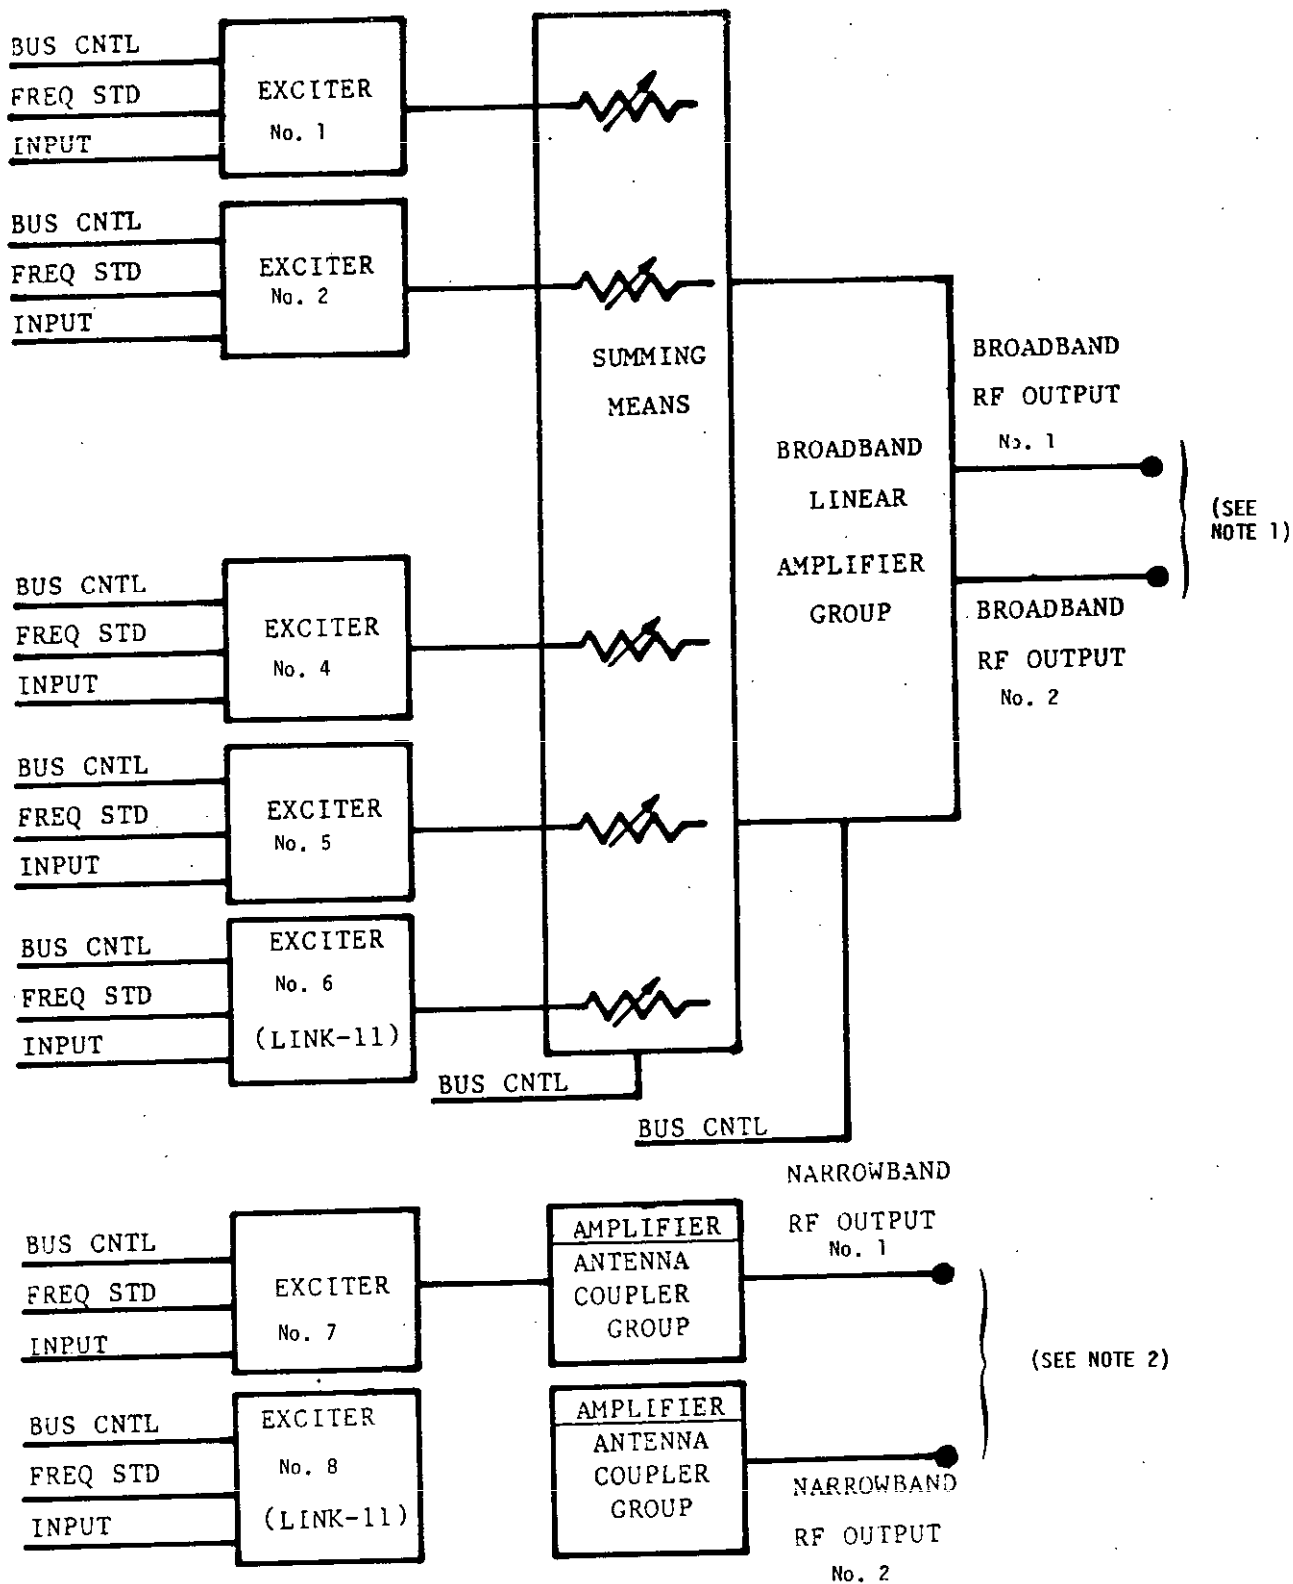 BUS CNTL
FREQ STD
INPUT
EXCITER
No. 1
BUS CNTL
FREQ STD
INPUT
EXCITER
No. 2
SUMMING
MEANS
BROADBAND
LINEAR
AMPLIFIER
GROUP
BROADBAND
RF OUTPUT
No. 1
(SEE
NOTE 1)
BROADBAND
RF OUTPUT
No. 2
BUS CNTL
FREQ STD
INPUT
EXCITER
No. 4
BUS CNTL
FREQ STD
INPUT
EXCITER
No. 5
BUS CNTL
FREQ STD
INPUT
EXCITER
No. 6
(LINK-11)
BUS CNTL
BUS CNTL
BUS CNTL
FREQ STD
INPUT
EXCITER
No. 7
AMPLIFIER
ANTENNA
COUPLER
GROUP
NARROWBAND
RF OUTPUT
No. 1
(SEE NOTE 2)
BUS CNTL
FREQ STD
INPUT
EXCITER
No. 8
(LINK-11)
AMPLIFIER
ANTENNA
COUPLER
GROUP
NARROWBAND
RF OUTPUT
No. 2